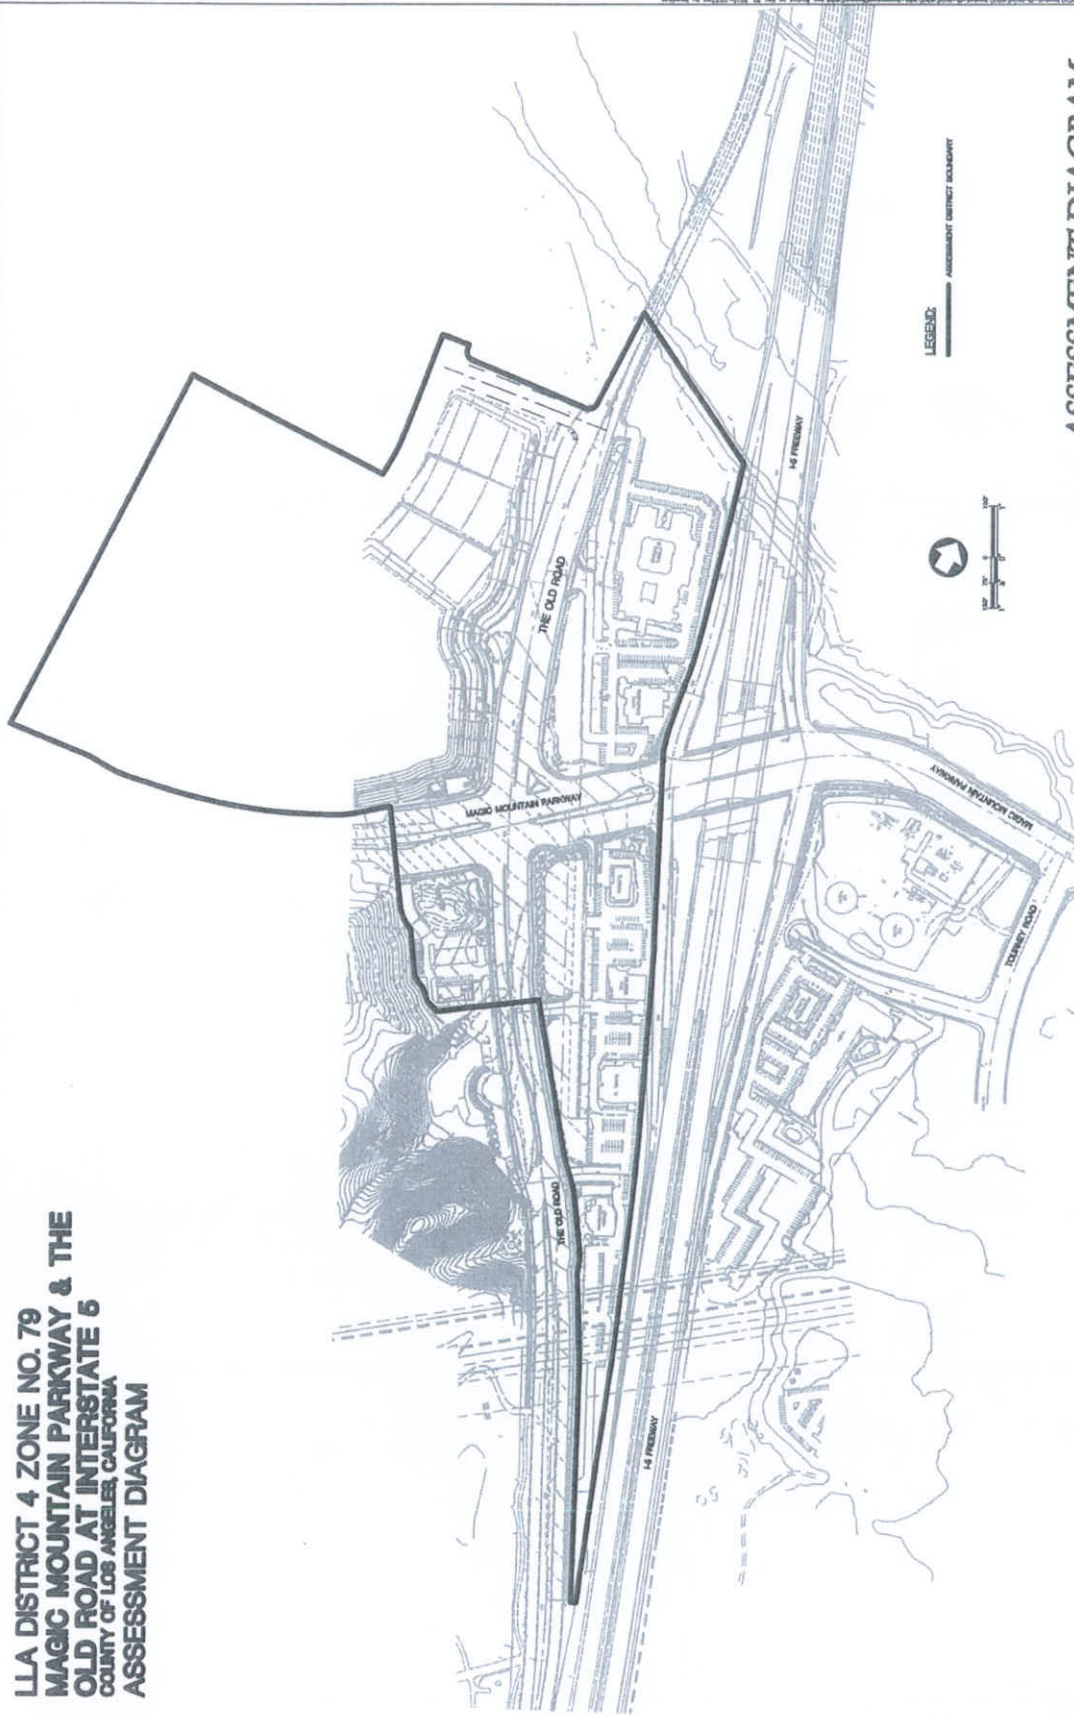 LLA DISTRICT 4 ZONE NO. 79
MAGIC MOUNTAIN PARKWAY & THE
OLD ROAD AT INTERSTATE 5
COUNTY OF LOS ANGELES, CALIFORNIA
ASSESSMENT DIAGRAM
THE OLD ROAD
MAGIC MOUNTAIN PARKWAY
THE OLD ROAD
I-5 FREEWAY
I-5 FREEWAY
MAGIC MOUNTAIN PARKWAY
TOURNEY ROAD
LEGEND:
ASSESSMENT DISTRICT BOUNDARY
ASSESSMENT DIAGRAM